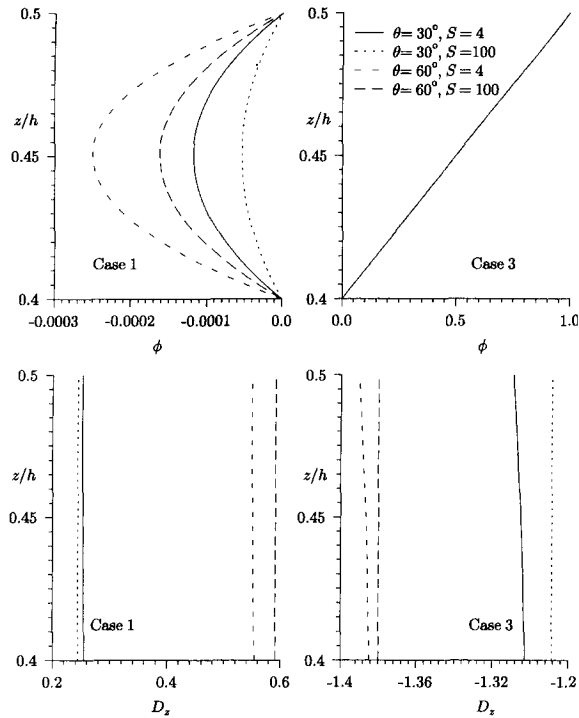 0.5
z/h
0.45
0.4
Case 1
-0.0003
-0.0002
-0.0001
0.0
ϕ
θ= 30°, S = 4
θ= 30°, S=100
θ= 60°, S = 4
θ= 60°, S = 100
0.5
z/h
0.45
0.4
Case 3
0.0
0.5
1.0
ϕ
0.5
z/h
0.45
0.4
Case 1
0.2
0.4
0.6
D_z
0.5
z/h
0.45
0.4
Case 3
-1.4
-1.36
-1.32
-1.2
D_z